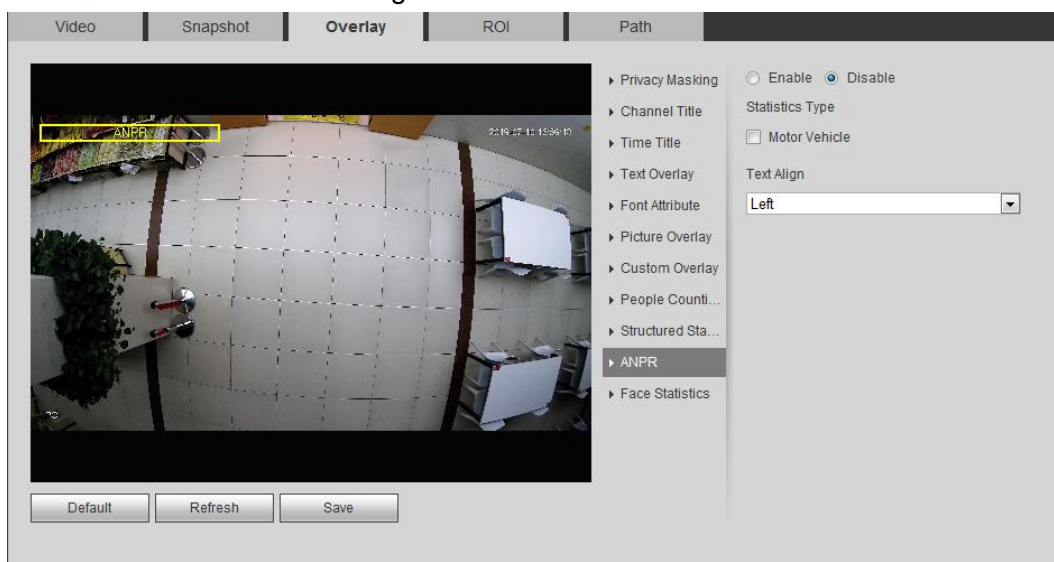 Video Snapshot Overlay ROI Path
Privacy Masking
Channel Title
Time Title
Text Overlay
Font Attribute
Picture Overlay
Custom Overlay
People Counti...
Structured Sta...
ANPR
Face Statistics
Enable Disable
Statistics Type
Motor Vehicle
Text Align
Left
ANPR
Default Refresh Save